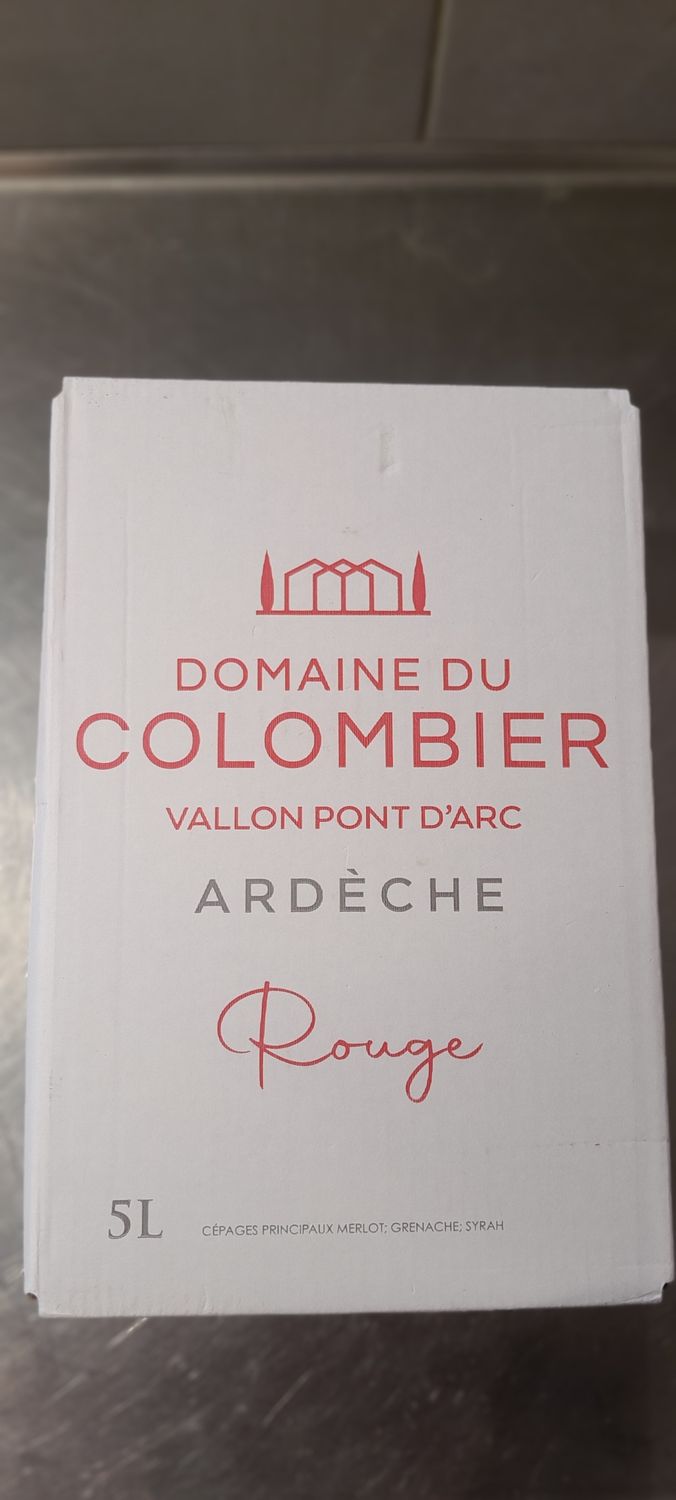 DOMAINE DU
COLOMBIER
VALLON PONT D'ARC
ARDÈCHE
Rouge
5L
CÉPAGES PRINCIPAUX MERLOT; GRENACHE; SYRAH